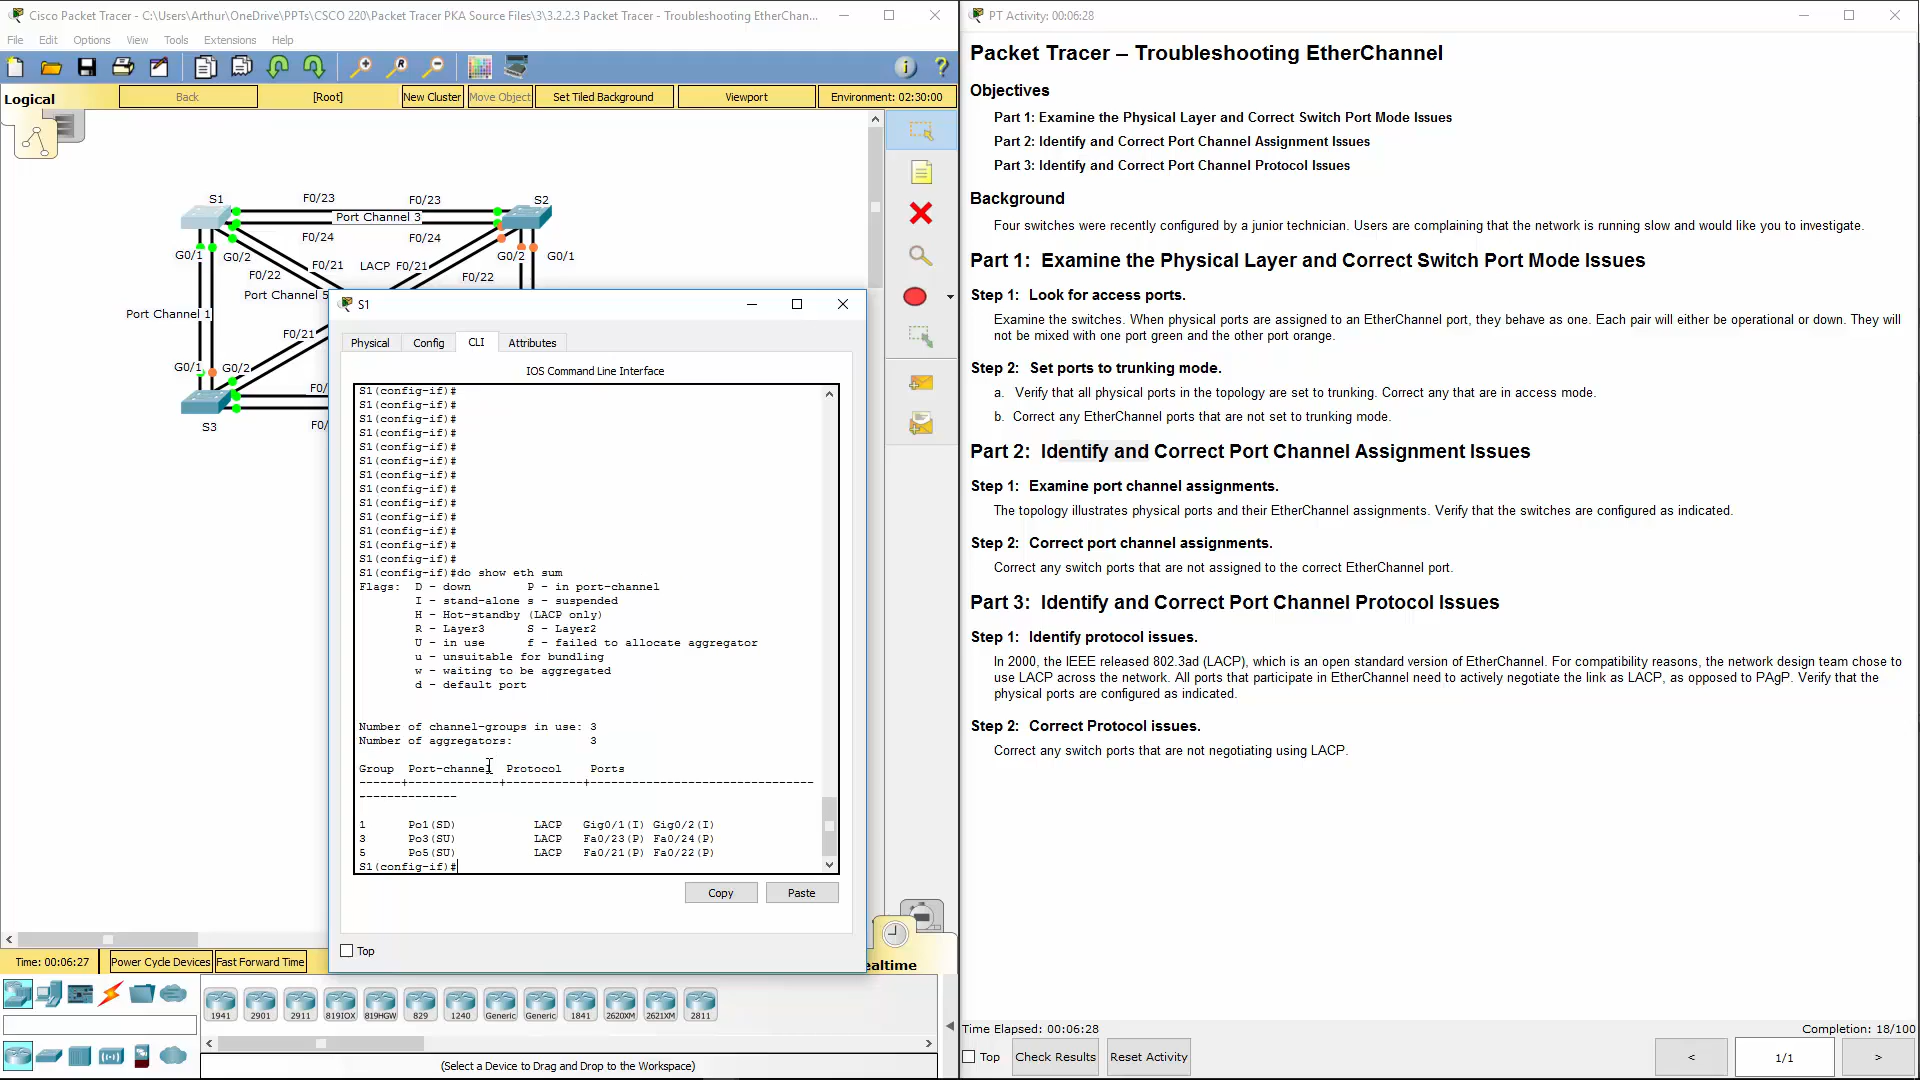 Cisco Packet Tracer - C:\Users\Arthur\OneDrive\PPTs\CSCO 220\Packet Tracer PKA Source Files\3\3.2.2.3 Packet Tracer - Troubleshooting EtherChan...
File Edit Options View Tools Extensions Help
Logical
Back
[Root]
New Cluster
Move Object
Set Tiled Background
Viewport
Environment: 02:30:00
S1
F0/23
F0/23
S2
Port Channel 3
F0/24
F0/24
G0/1
G0/2
F0/21
LACP
F0/21
G0/2
G0/1
F0/22
F0/22
Port Channel 5
Port Channel 1
F0/21
G0/1
G0/2
F0/
S3
F0/
S1
Physical
Config
CLI
Attributes
IOS Command Line Interface
S1(config-if)#
S1(config-if)#
S1(config-if)#
S1(config-if)#
S1(config-if)#
S1(config-if)#
S1(config-if)#
S1(config-if)#
S1(config-if)#
S1(config-if)#
S1(config-if)#
S1(config-if)#
S1(config-if)#
S1(config-if)#do show eth sum
Flags:  D - down        P - in port-channel
I - stand-alone s - suspended
H - Hot-standby (LACP only)
R - Layer3      S - Layer2
U - in use      f - failed to allocate aggregator
u - unsuitable for bundling
w - waiting to be aggregated
d - default port
Number of channel-groups in use: 3
Number of aggregators:           3
Group  Port-channel  Protocol    Ports
------+-------------+-----------+--------------------------------
--------------
1      Po1(SD)           LACP   Gig0/1(I) Gig0/2(I)
3      Po3(SU)           LACP   Fa0/23(P) Fa0/24(P)
5      Po5(SU)           LACP   Fa0/21(P) Fa0/22(P)
S1(config-if)#
Copy
Paste
Top
Time: 00:06:27
Power Cycle Devices
Fast Forward Time
ealtime
1941
2901
2911
819IOX
819HGW
829
1240
Generic
Generic
1841
2620XM
2621XM
2811
(Select a Device to Drag and Drop to the Workspace)
PT Activity: 00:06:28
Packet Tracer – Troubleshooting EtherChannel
Objectives
Part 1: Examine the Physical Layer and Correct Switch Port Mode Issues
Part 2: Identify and Correct Port Channel Assignment Issues
Part 3: Identify and Correct Port Channel Protocol Issues
Background
Four switches were recently configured by a junior technician. Users are complaining that the network is running slow and would like you to investigate.
Part 1:  Examine the Physical Layer and Correct Switch Port Mode Issues
Step 1:  Look for access ports.
Examine the switches. When physical ports are assigned to an EtherChannel port, they behave as one. Each pair will either be operational or down. They will
not be mixed with one port green and the other port orange.
Step 2:  Set ports to trunking mode.
a.  Verify that all physical ports in the topology are set to trunking. Correct any that are in access mode.
b.  Correct any EtherChannel ports that are not set to trunking mode.
Part 2:  Identify and Correct Port Channel Assignment Issues
Step 1:  Examine port channel assignments.
The topology illustrates physical ports and their EtherChannel assignments. Verify that the switches are configured as indicated.
Step 2:  Correct port channel assignments.
Correct any switch ports that are not assigned to the correct EtherChannel port.
Part 3:  Identify and Correct Port Channel Protocol Issues
Step 1:  Identify protocol issues.
In 2000, the IEEE released 802.3ad (LACP), which is an open standard version of EtherChannel. For compatibility reasons, the network design team chose to
use LACP across the network. All ports that participate in EtherChannel need to actively negotiate the link as LACP, as opposed to PAgP. Verify that the
physical ports are configured as indicated.
Step 2:  Correct Protocol issues.
Correct any switch ports that are not negotiating using LACP.
Time Elapsed: 00:06:28
Completion: 18/100
Top
Check Results
Reset Activity
<
1/1
>